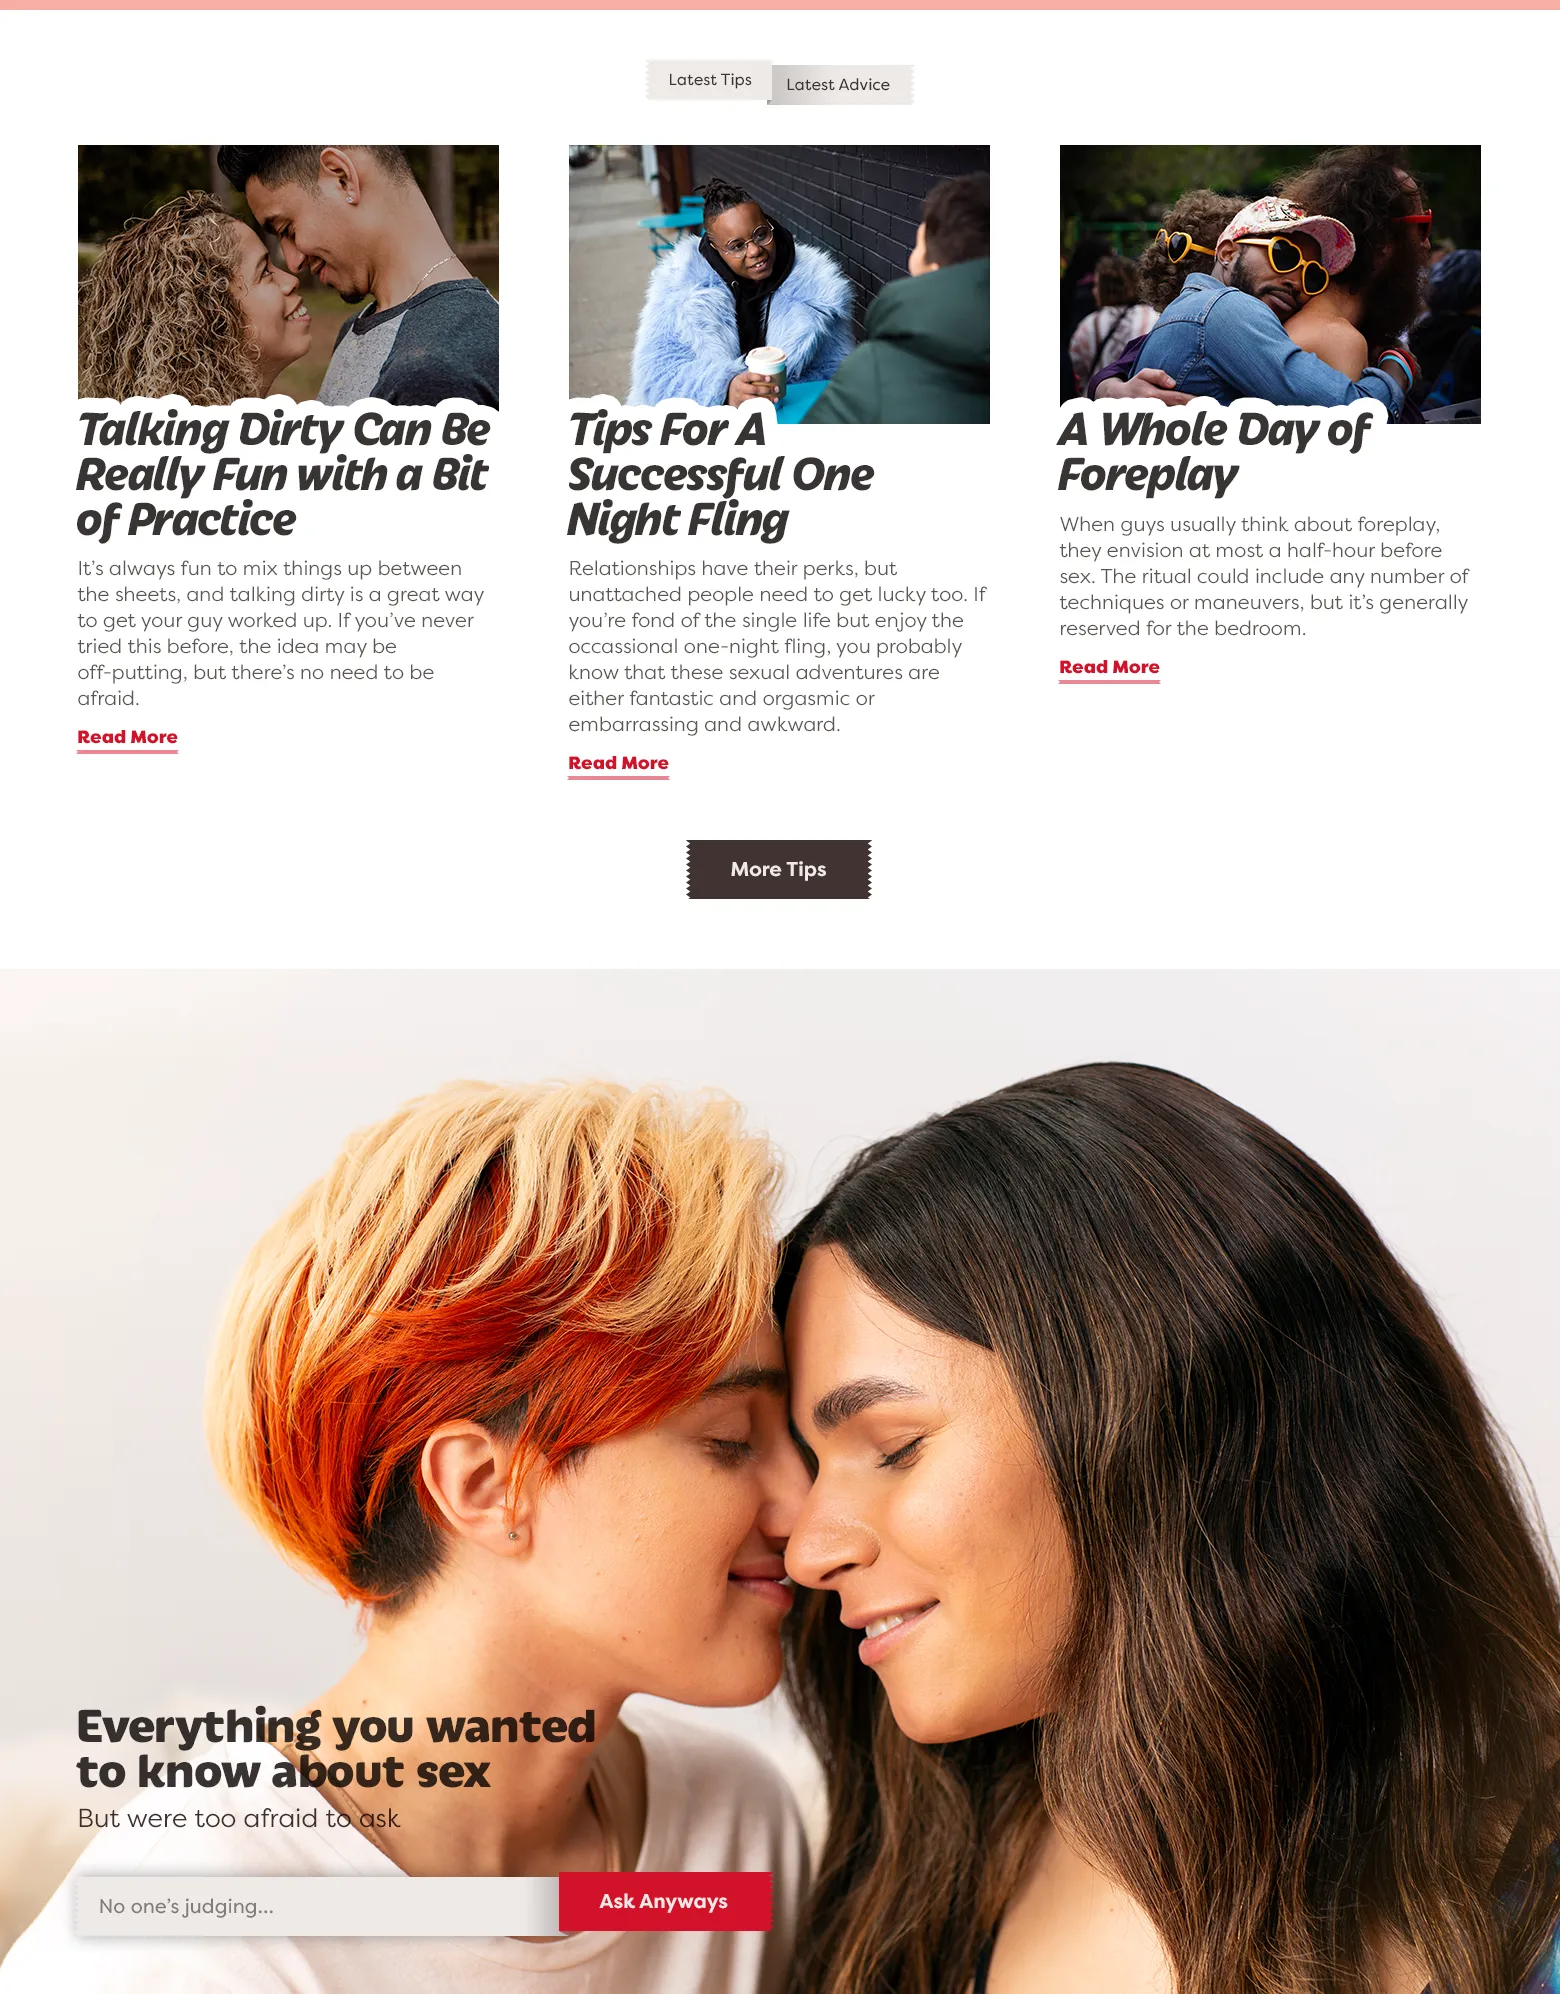 Latest Tips
Latest Advice
Talking Dirty Can Be
Really Fun with a Bit
of Practice
It’s always fun to mix things up between
the sheets, and talking dirty is a great way
to get your guy worked up. If you’ve never
tried this before, the idea may be
off-putting, but there’s no need to be
afraid.
Read More
Tips For A
Successful One
Night Fling
Relationships have their perks, but
unattached people need to get lucky too. If
you’re fond of the single life but enjoy the
occassional one-night fling, you probably
know that these sexual adventures are
either fantastic and orgasmic or
embarrassing and awkward.
Read More
A Whole Day of
Foreplay
When guys usually think about foreplay,
they envision at most a half-hour before
sex. The ritual could include any number of
techniques or maneuvers, but it’s generally
reserved for the bedroom.
Read More
More Tips
Everything you wanted
to know about sex
But were too afraid to ask
No one’s judging...
Ask Anyways